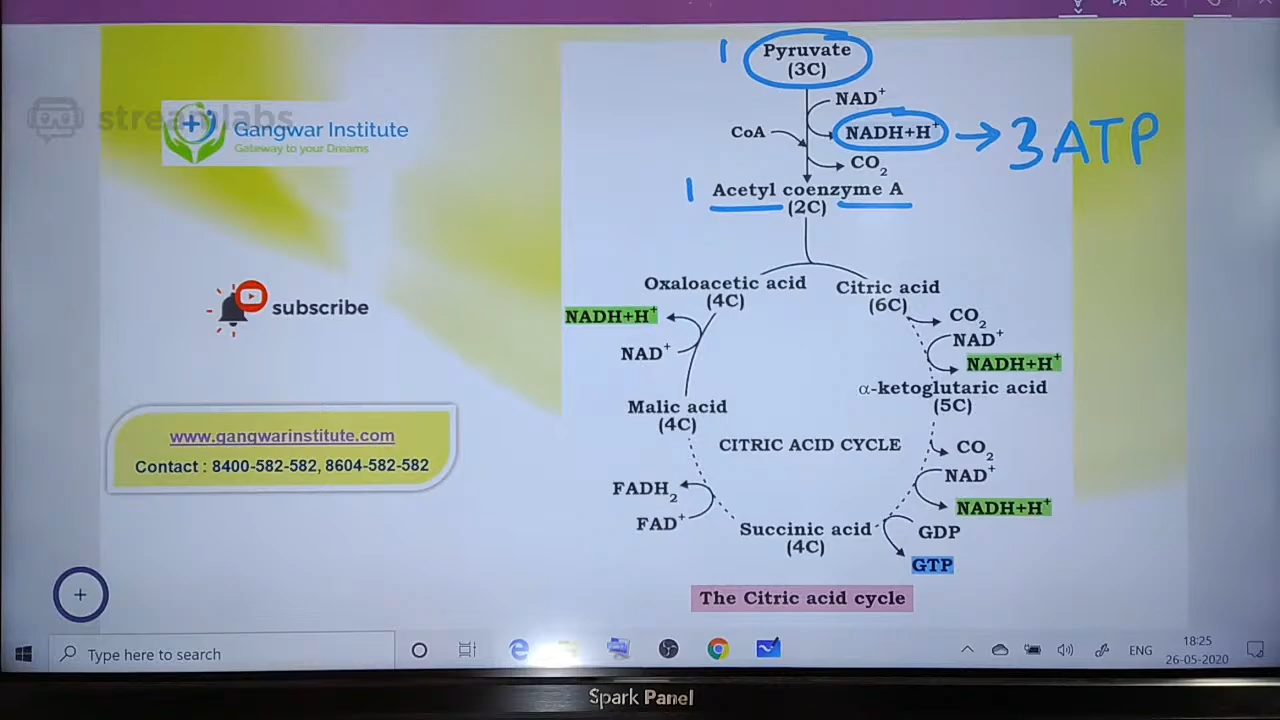 streamlabs
Gangwar Institute
Gateway to your Dreams
subscribe
www.gangwarinstitute.com
Contact : 8400-582-582, 8604-582-582
1 Pyruvate
(3C)
NAD+
CoA
NADH+H+ → 3 ATP
CO2
1 Acetyl coenzyme A
(2C)
Oxaloacetic acid
(4C)
Citric acid
(6C)
NADH+H+
NAD+
CO2
NAD+
NADH+H+
α-ketoglutaric acid
(5C)
Malic acid
(4C)
CITRIC ACID CYCLE
CO2
NAD+
NADH+H+
FADH2
FAD+
Succinic acid
(4C)
GDP
GTP
The Citric acid cycle
Type here to search
ENG
18:25
26-05-2020
Spark Panel